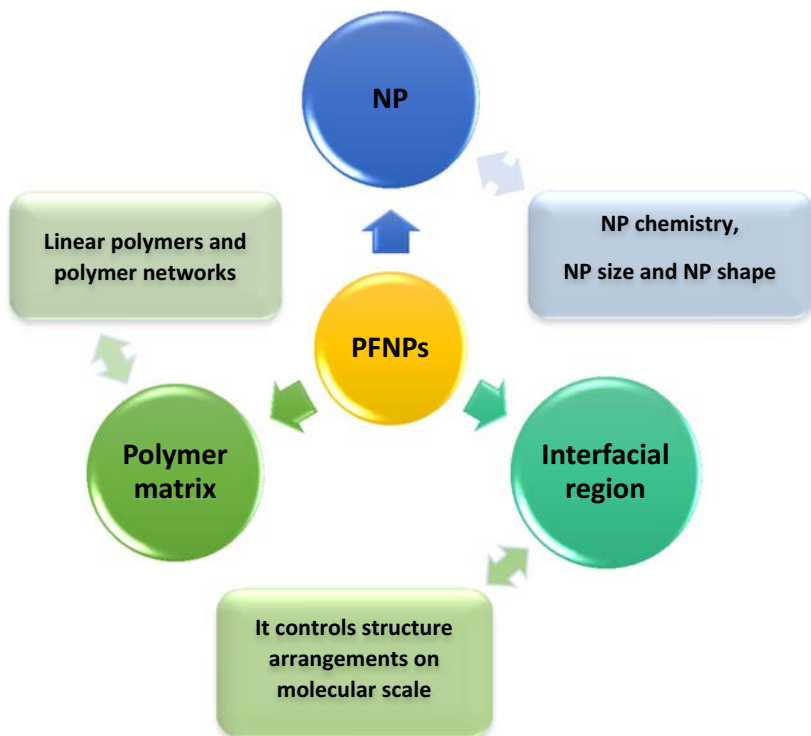 NP
Linear polymers and
polymer networks
NP chemistry,
NP size and NP shape
PFNPs
Polymer
matrix
Interfacial
region
It controls structure
arrangements on
molecular scale